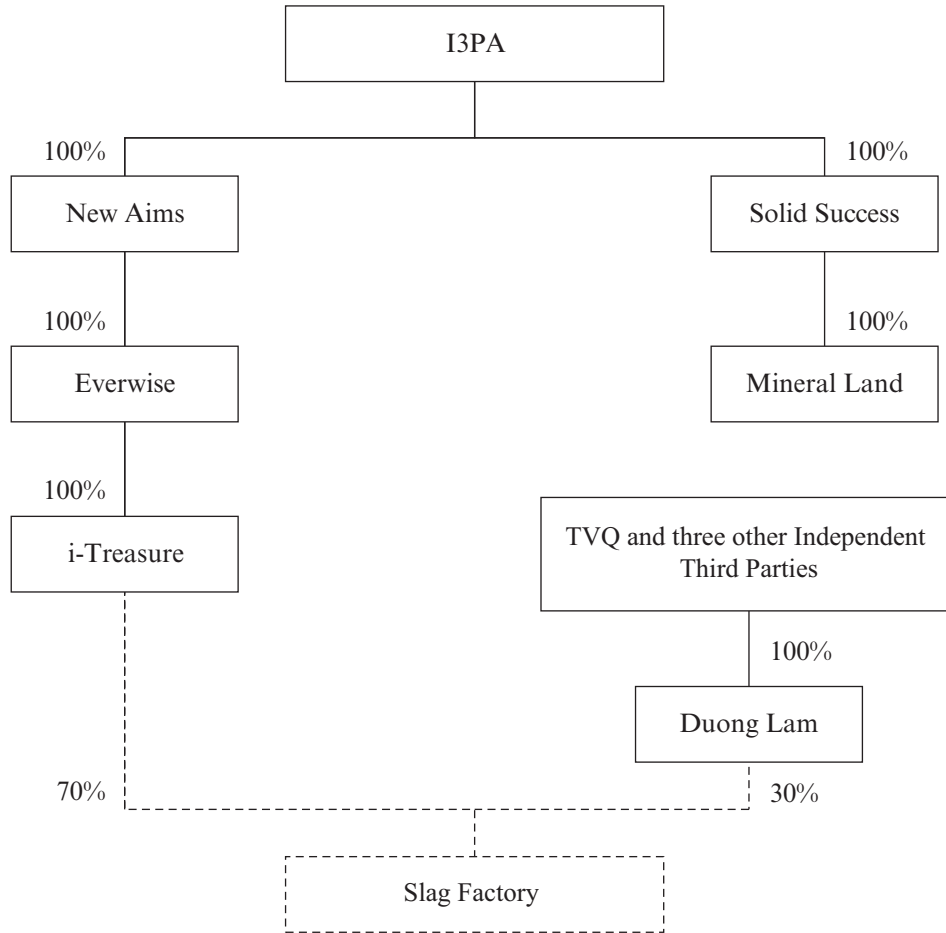 I3PA
100%
100%
New Aims
Solid Success
100%
100%
Everwise
Mineral Land
100%
i-Treasure
TVQ and three other Independent
Third Parties
100%
Duong Lam
70%
30%
Slag Factory